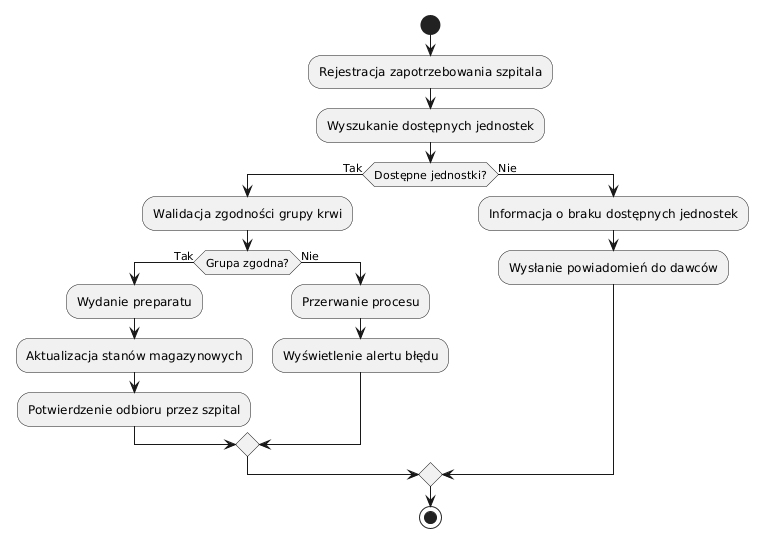 Rejestracja zapotrzebowania szpitala
Wyszukanie dostępnych jednostek
Tak
Dostępne jednostki?
Nie
Walidacja zgodności grupy krwi
Informacja o braku dostępnych jednostek
Tak
Grupa zgodna?
Nie
Wysłanie powiadomień do dawców
Wydanie preparatu
Przerwanie procesu
Aktualizacja stanów magazynowych
Wyświetlenie alertu błędu
Potwierdzenie odbioru przez szpital